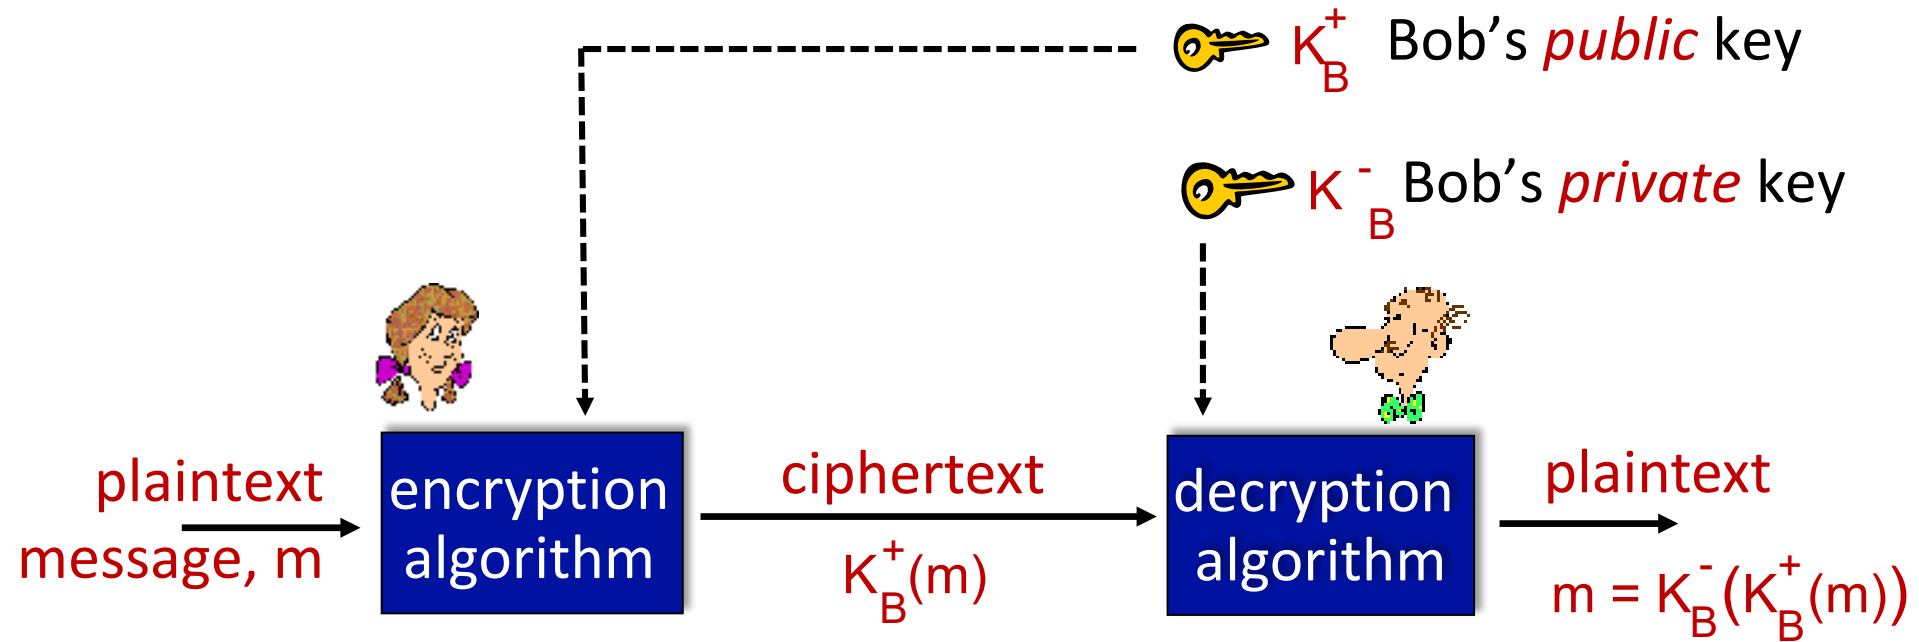 K_B^+ Bob's public key
K_B^- Bob's private key
plaintext
message, m
encryption
algorithm
ciphertext
K_B^+(m)
decryption
algorithm
plaintext
m = K_B^-(K_B^+(m))